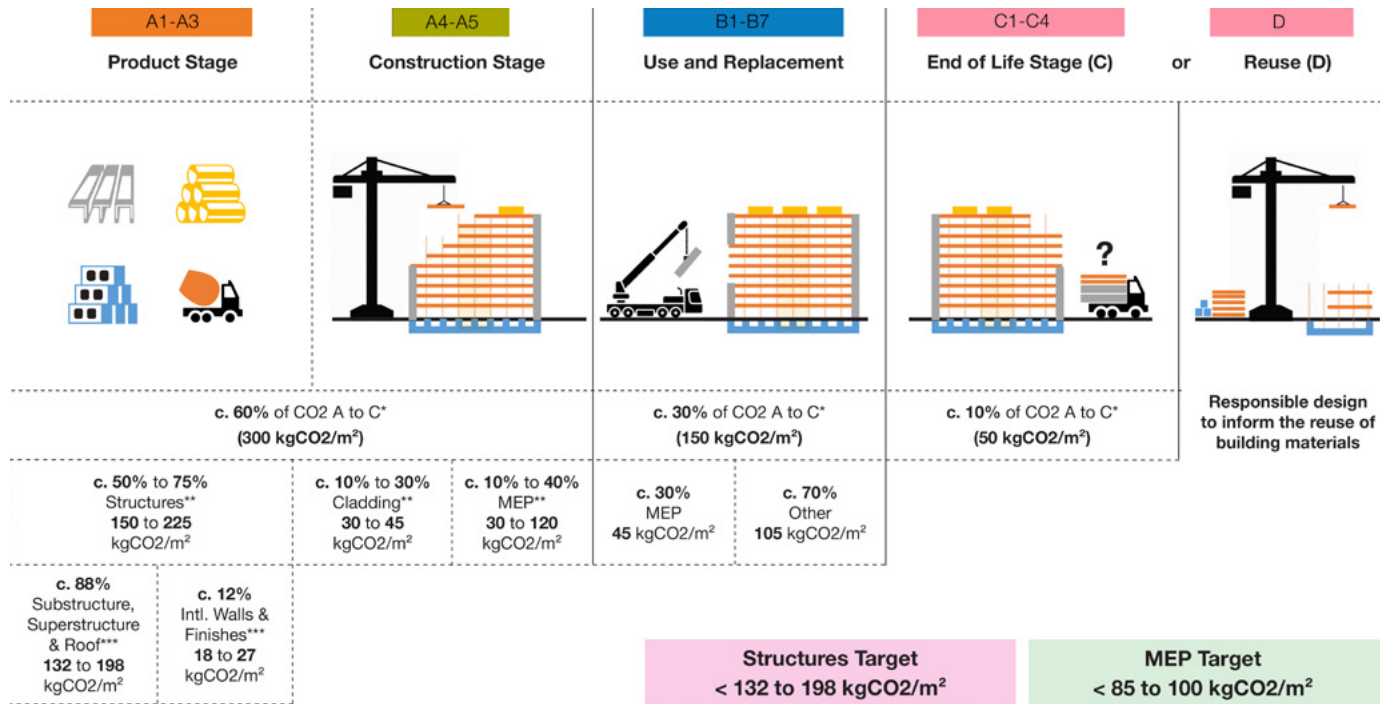 A1-A3
A4-A5
B1-B7
C1-C4
D
Product Stage
Construction Stage
Use and Replacement
End of Life Stage (C)
or
Reuse (D)
?
c. 60% of CO2 A to C*
(300 kgCO2/m²)
c. 30% of CO2 A to C*
(150 kgCO2/m²)
c. 10% of CO2 A to C*
(50 kgCO2/m²)
Responsible design
to inform the reuse of
building materials
c. 50% to 75%
Structures**
150 to 225
kgCO2/m²
c. 10% to 30%
Cladding**
30 to 45
kgCO2/m²
c. 10% to 40%
MEP**
30 to 120
kgCO2/m²
c. 30%
MEP
45 kgCO2/m²
c. 70%
Other
105 kgCO2/m²
c. 88%
Substructure,
Superstructure
& Roof***
132 to 198
kgCO2/m²
c. 12%
Intl. Walls &
Finishes***
18 to 27
kgCO2/m²
Structures Target
< 132 to 198 kgCO2/m²
MEP Target
< 85 to 100 kgCO2/m²